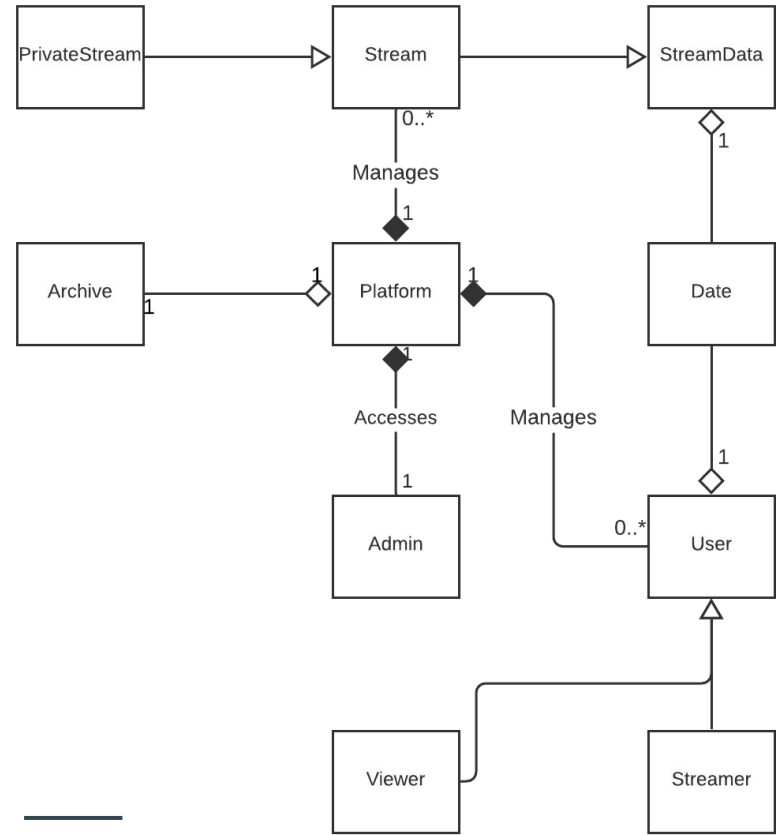 PrivateStream
Stream
StreamData
0..*
1
Manages
1
1
1
Archive
Platform
1
Date
1
1
Accesses
Manages
1
1
0..*
Admin
User
Viewer
Streamer